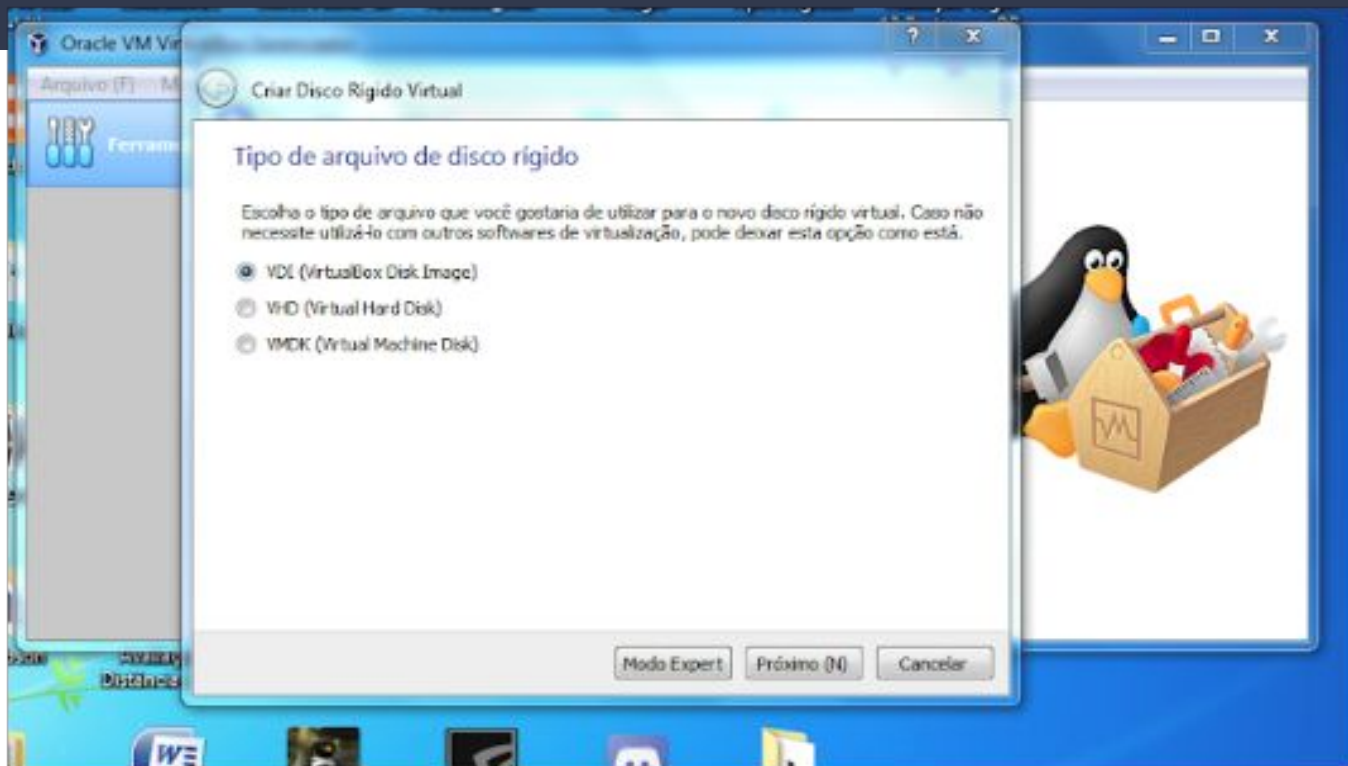 Oracle VM Vir
?
Arquivo (F) M
Criar Disco Rígido Virtual
Ferrame
Tipo de arquivo de disco rígido
Escolha o tipo de arquivo que você gostaria de utilizar para o novo disco rígido virtual. Caso não
necessite utilizá-lo com outros softwares de virtualização, pode deixar esta opção como está.
VDI (VirtualBox Disk Image)
VHD (Virtual Hard Disk)
VMDK (Virtual Machine Disk)
Modo Expert Próximo (N) Cancelar
Distância
W